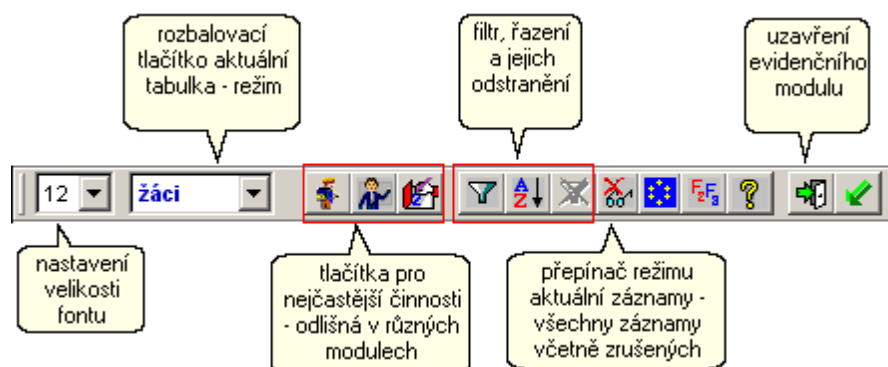 rozbalovací
tlačítko aktuální
tabulka - režim
filtr, řazení
a jejich
odstranění
uzavření
evidenčního
modulu
12
žáci
A
Z
F2F3
?
nastavení
velikosti
fontu
tlačítka pro
nejčastější činnosti
- odlišná v různých
modulech
přepínač režimu
aktuální záznamy -
všechny záznamy
včetně zrušených